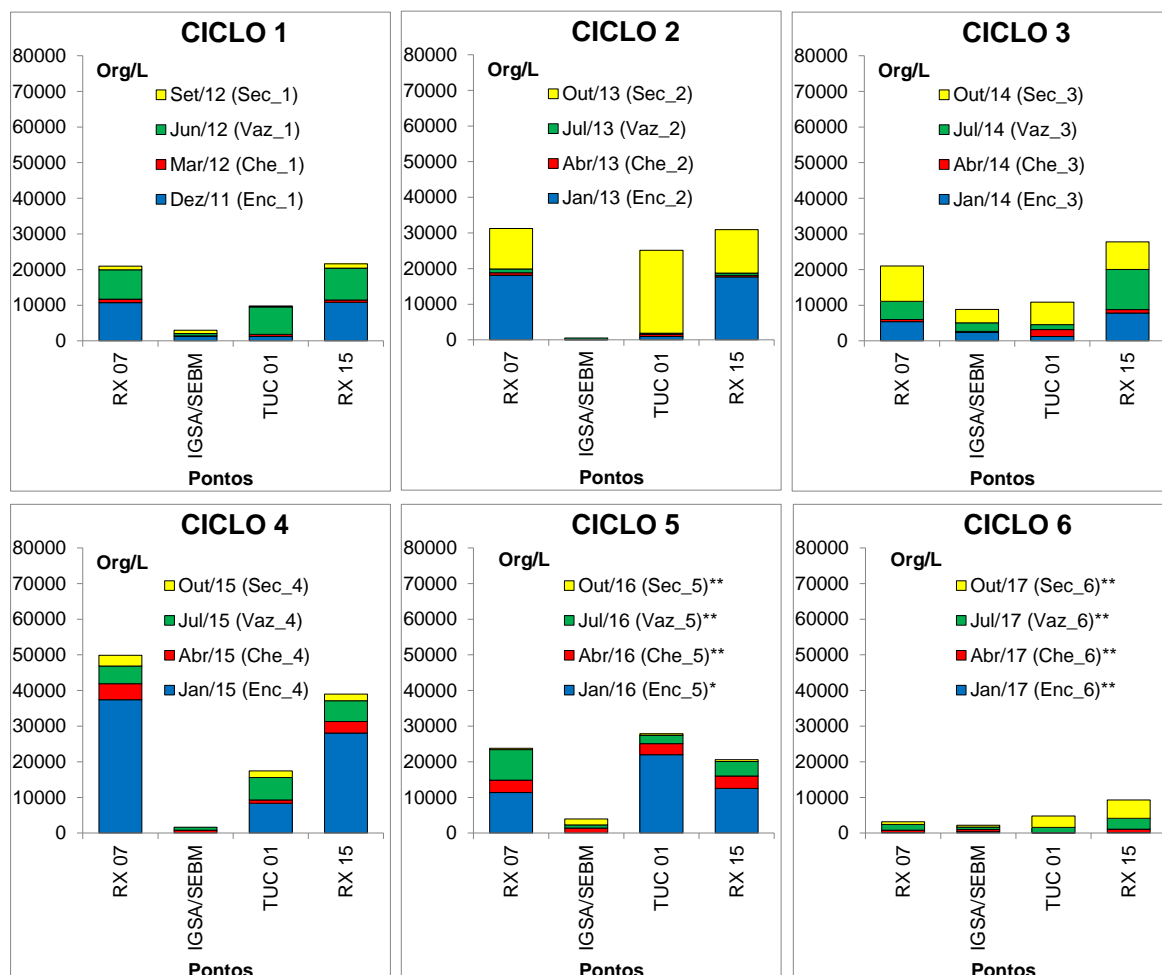 CICLO 1
80000
70000
60000
50000
40000
30000
20000
10000
0
Org/L
Set/12 (Sec_1)
Jun/12 (Vaz_1)
Mar/12 (Che_1)
Dez/11 (Enc_1)
RX 07
IGSA/SEBM
TUC 01
RX 15
Pontos
CICLO 2
80000
70000
60000
50000
40000
30000
20000
10000
0
Org/L
Out/13 (Sec_2)
Jul/13 (Vaz_2)
Abr/13 (Che_2)
Jan/13 (Enc_2)
RX 07
IGSA/SEBM
TUC 01
RX 15
Pontos
CICLO 3
80000
70000
60000
50000
40000
30000
20000
10000
0
Org/L
Out/14 (Sec_3)
Jul/14 (Vaz_3)
Abr/14 (Che_3)
Jan/14 (Enc_3)
RX 07
IGSA/SEBM
TUC 01
RX 15
Pontos
CICLO 4
80000
70000
60000
50000
40000
30000
20000
10000
0
Org/L
Out/15 (Sec_4)
Jul/15 (Vaz_4)
Abr/15 (Che_4)
Jan/15 (Enc_4)
RX 07
IGSA/SEBM
TUC 01
RX 15
Pontos
CICLO 5
80000
70000
60000
50000
40000
30000
20000
10000
0
Org/L
Out/16 (Sec_5)**
Jul/16 (Vaz_5)**
Abr/16 (Che_5)**
Jan/16 (Enc_5)*
RX 07
IGSA/SEBM
TUC 01
RX 15
Pontos
CICLO 6
80000
70000
60000
50000
40000
30000
20000
10000
0
Org/L
Out/17 (Sec_6)**
Jul/17 (Vaz_6)**
Abr/17 (Che_6)**
Jan/17 (Enc_6)**
RX 07
IGSA/SEBM
TUC 01
RX 15
Pontos